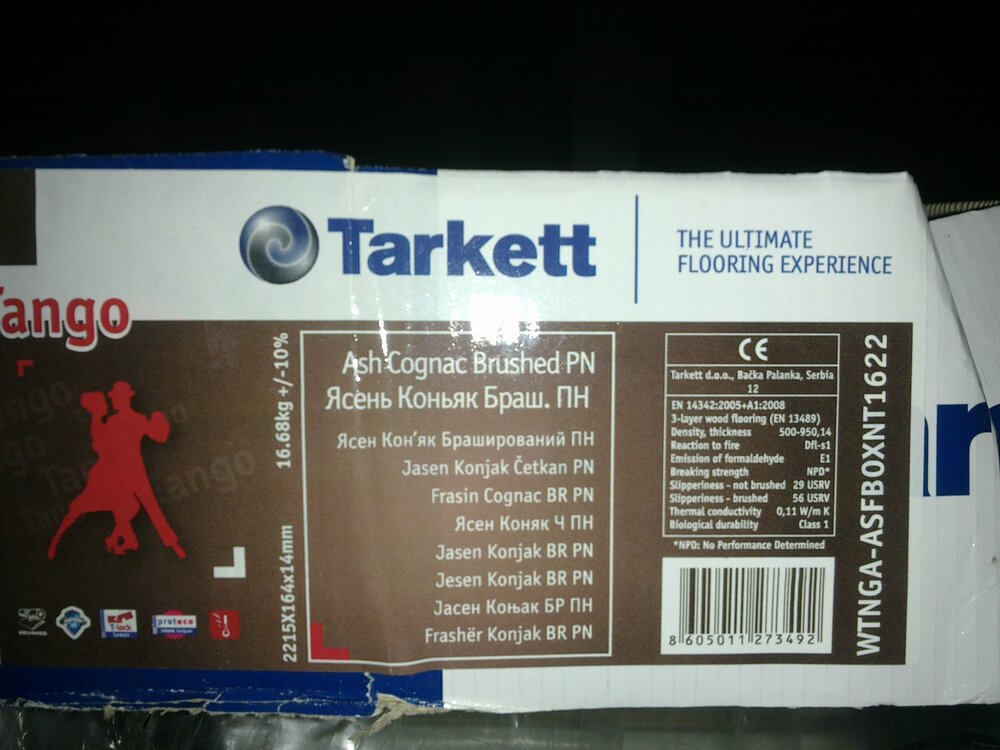 Tarkett
THE ULTIMATE
FLOORING EXPERIENCE
Tango
16.68kg +/-10%
2215X164x14mm
Ash Cognac Brushed PN
Ясень Коньяк Браш. ПН
Ясен Кон'як Браширований ПН
Jasen Konjak Četkan PN
Frasin Cognac BR PN
Ясен Коняк Ч ПН
Jasen Konjak BR PN
Jesen Konjak BR PN
Јасен Коњак БР ПН
Frashër Konjak BR PN
CE
Tarkett d.o.o., Bačka Palanka, Serbia
12
EN 14342:2005+A1:2008
3-layer wood flooring (EN 13489)
Density, thickness 500-950,14
Reaction to fire Dfl-s1
Emission of formaldehyde E1
Breaking strength NPD*
Slipperiness - not brushed 29 USRV
Slipperiness - brushed 56 USRV
Thermal conductivity 0,11 W/m K
Biological durability Class 1
*NPD: No Performance Determined
8 605011 273492
WTNGA-ASFBOXNT1622
BRUSHED
T-lock
Tarkett
proteco